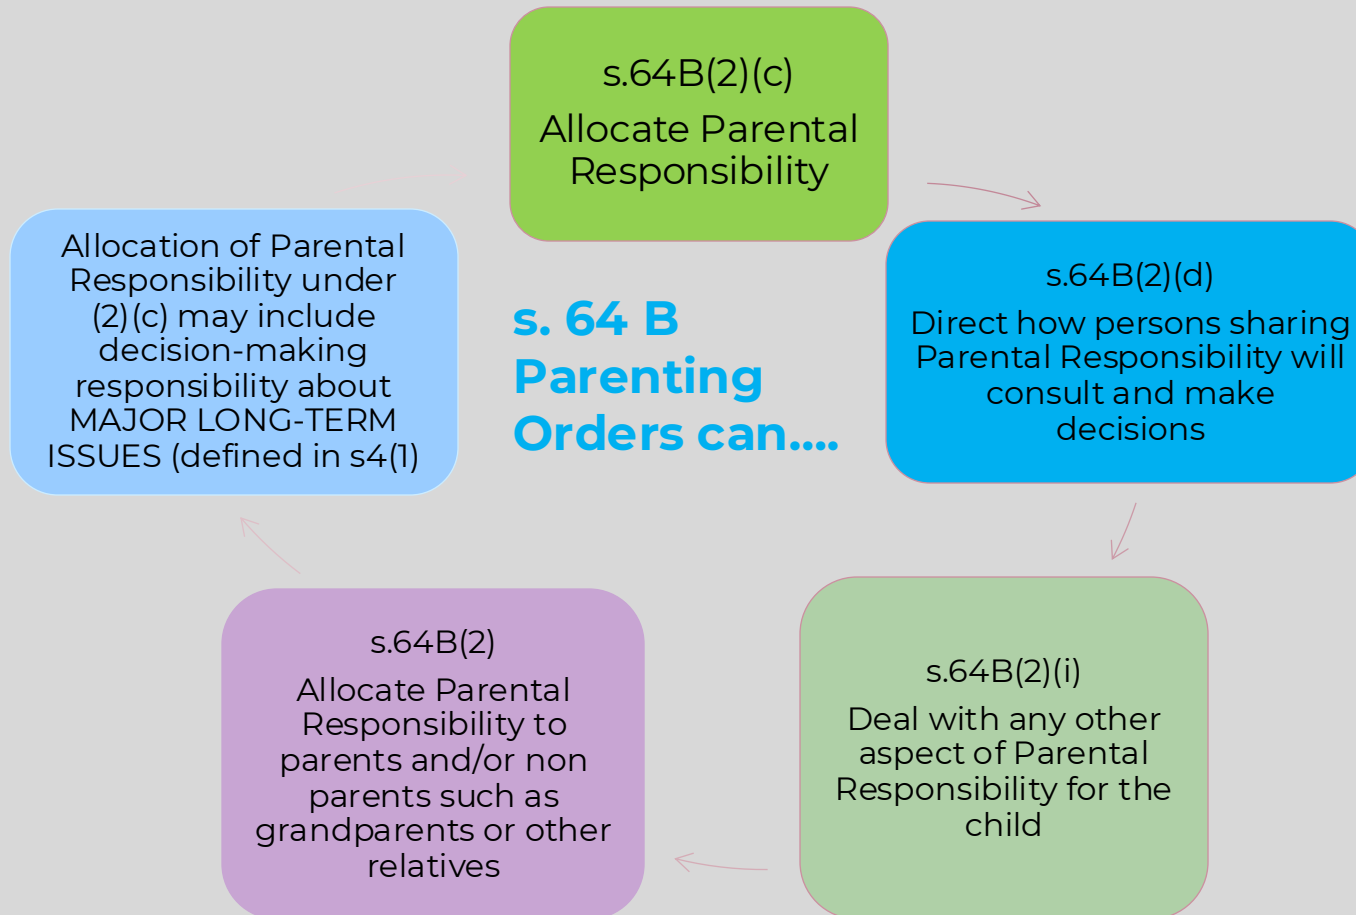 s.64B(2)(c)
Allocate Parental
Responsibility
s.64B(2)(d)
Direct how persons sharing
Parental Responsibility will
consult and make
decisions
s.64B(2)(i)
Deal with any other
aspect of Parental
Responsibility for the
child
s.64B(2)
Allocate Parental
Responsibility to
parents and/or non
parents such as
grandparents or other
relatives
Allocation of Parental
Responsibility under
(2)(c) may include
decision-making
responsibility about
MAJOR LONG-TERM
ISSUES (defined in s4(1)
s. 64 B
Parenting
Orders can....